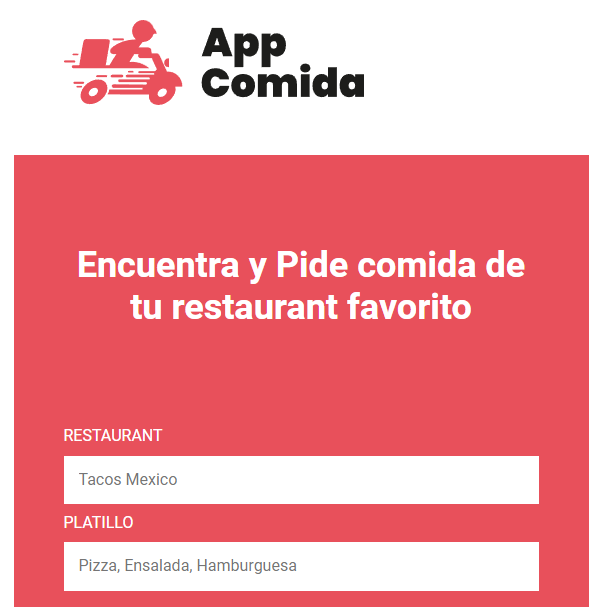 App
Comida
Encuentra y Pide comida de
tu restaurant favorito
RESTAURANT
Tacos Mexico
PLATILLO
Pizza, Ensalada, Hamburguesa